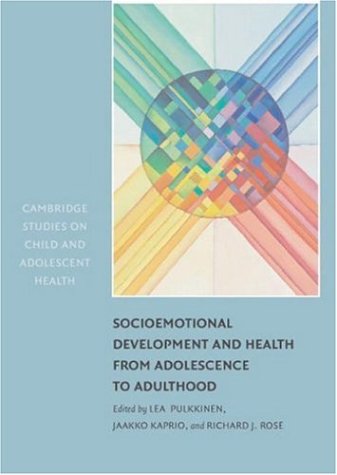 CAMBRIDGE
STUDIES ON
CHILD AND
ADOLESCENT
HEALTH
SOCIOEMOTIONAL
DEVELOPMENT AND HEALTH
FROM ADOLESCENCE
TO ADULTHOOD
Edited by LEA PULKKINEN,
JAAKKO KAPRIO, and RICHARD J. ROSE